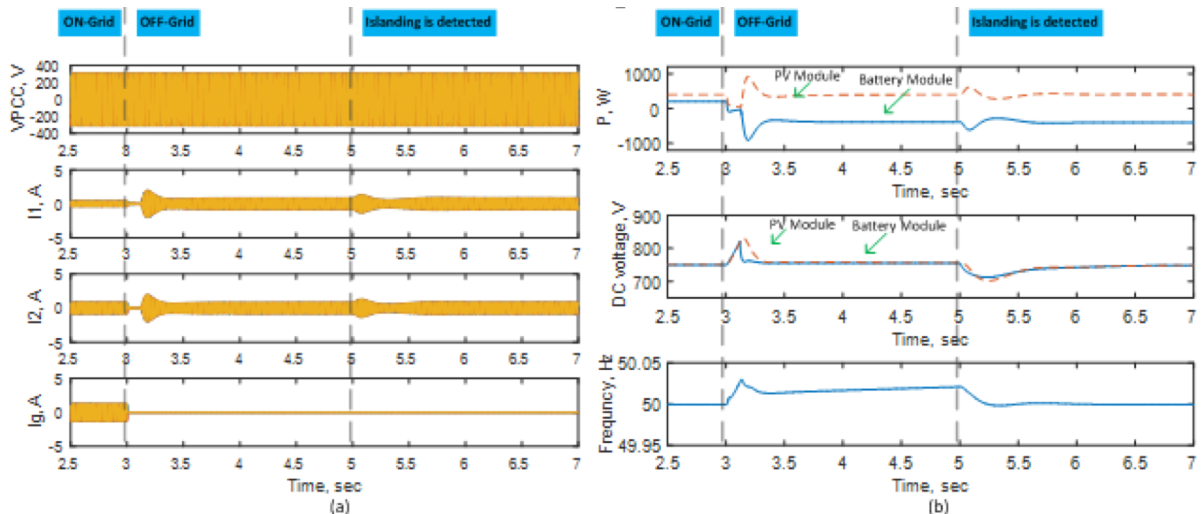 ON-Grid OFF-Grid Islanding is detected
VPCC, V
400
200
0
-200
-400
2.5 3 3.5 4 4.5 5 5.5 6 6.5 7
I1, A
5
0
-5
2.5 3 3.5 4 4.5 5 5.5 6 6.5 7
I2, A
5
0
-5
2.5 3 3.5 4 4.5 5 5.5 6 6.5 7
Ig, A
5
0
-5
2.5 3 3.5 4 4.5 5 5.5 6 6.5 7
Time, sec
(a)
ON-Grid OFF-Grid Islanding is detected
P, W
1000
0
-1000
PV Module Battery Module
2.5 3 3.5 4 4.5 5 5.5 6 6.5 7
Time, sec
DC voltage, V
900
800
700
PV Module Battery Module
2.5 3 3.5 4 4.5 5 5.5 6 6.5 7
Time, sec
Frequncy, Hz
50.05
50
49.95
2.5 3 3.5 4 4.5 5 5.5 6 6.5 7
Time, sec
(b)